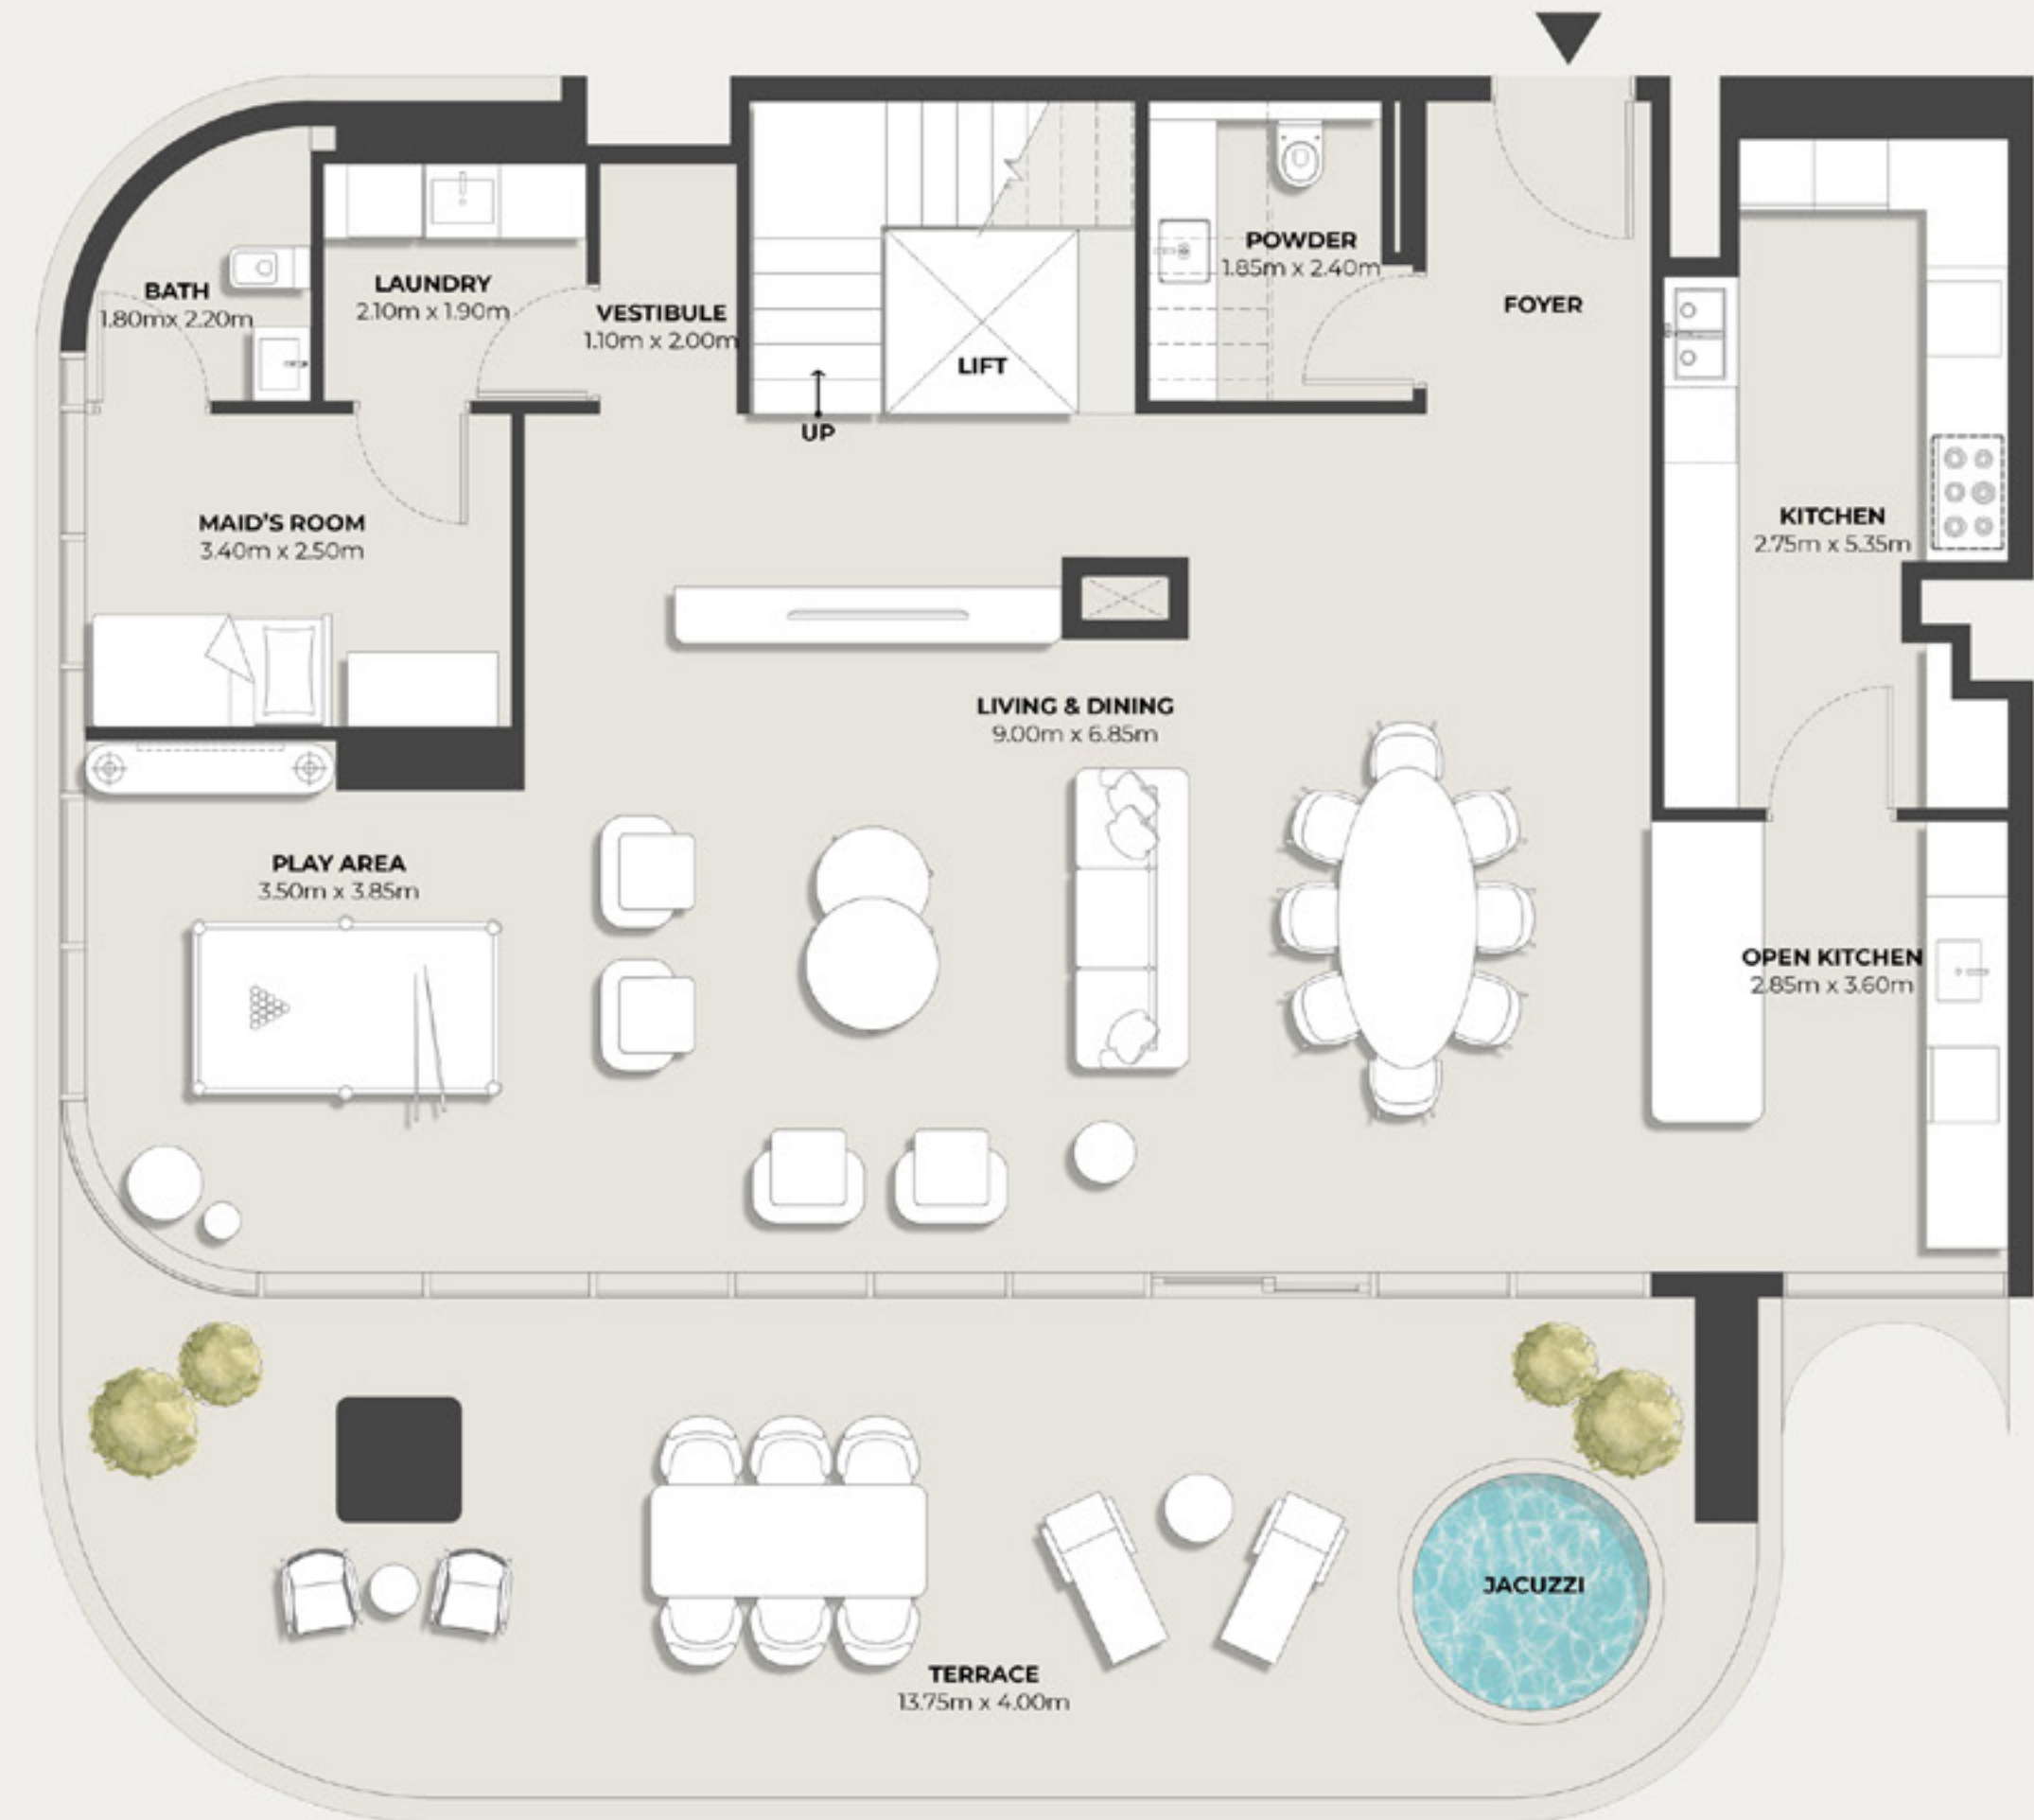 POWDER
1.85m x 2.40m
BATH
1.80mx 2.20m
LAUNDRY
2.10m x 1.90m
VESTIBULE
1.10m x 2.00m
FOYER
LIFT
UP
MAID'S ROOM
3.40m x 2.50m
KITCHEN
2.75m x 5.35m
LIVING & DINING
9.00m x 6.85m
PLAY AREA
3.50m x 3.85m
OPEN KITCHEN
2.85m x 3.60m
JACUZZI
TERRACE
13.75m x 4.00m